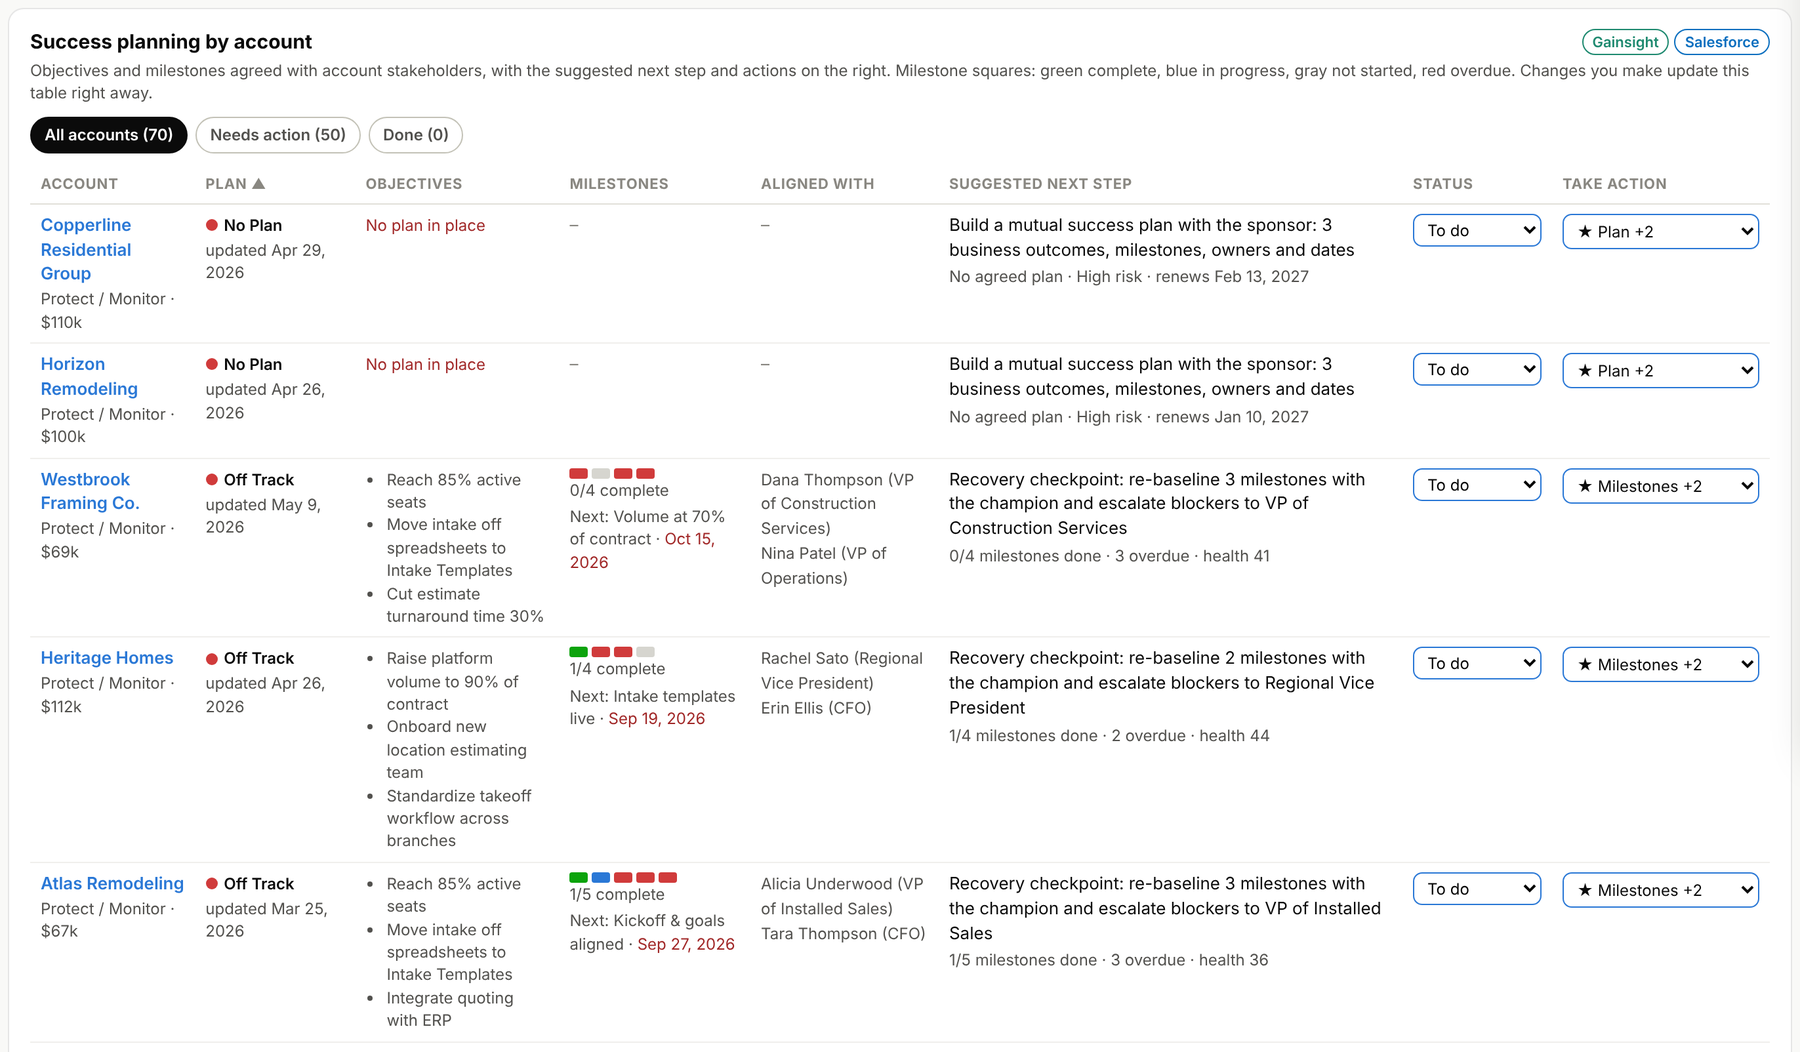 Success planning by account
Gainsight
Salesforce
Objectives and milestones agreed with account stakeholders, with the suggested next step and actions on the right. Milestone squares: green complete, blue in progress, gray not started, red overdue. Changes you make update this
table right away.
All accounts (70)
Needs action (50)
Done (0)
ACCOUNT
PLAN ▲
OBJECTIVES
MILESTONES
ALIGNED WITH
SUGGESTED NEXT STEP
STATUS
TAKE ACTION
Copperline
Residential
Group
Protect / Monitor ·
$110k
No Plan
updated Apr 29,
2026
No plan in place
–
–
Build a mutual success plan with the sponsor: 3
business outcomes, milestones, owners and dates
No agreed plan · High risk · renews Feb 13, 2027
To do
★ Plan +2
Horizon
Remodeling
Protect / Monitor ·
$100k
No Plan
updated Apr 26,
2026
No plan in place
–
–
Build a mutual success plan with the sponsor: 3
business outcomes, milestones, owners and dates
No agreed plan · High risk · renews Jan 10, 2027
To do
★ Plan +2
Westbrook
Framing Co.
Protect / Monitor ·
$69k
Off Track
updated May 9,
2026
• Reach 85% active
seats
• Move intake off
spreadsheets to
Intake Templates
• Cut estimate
turnaround time 30%
0/4 complete
Next: Volume at 70%
of contract · Oct 15,
2026
Dana Thompson (VP
of Construction
Services)
Nina Patel (VP of
Operations)
Recovery checkpoint: re-baseline 3 milestones with
the champion and escalate blockers to VP of
Construction Services
0/4 milestones done · 3 overdue · health 41
To do
★ Milestones +2
Heritage Homes
Protect / Monitor ·
$112k
Off Track
updated Apr 26,
2026
• Raise platform
volume to 90% of
contract
• Onboard new
location estimating
team
• Standardize takeoff
workflow across
branches
1/4 complete
Next: Intake templates
live · Sep 19, 2026
Rachel Sato (Regional
Vice President)
Erin Ellis (CFO)
Recovery checkpoint: re-baseline 2 milestones with
the champion and escalate blockers to Regional Vice
President
1/4 milestones done · 2 overdue · health 44
To do
★ Milestones +2
Atlas Remodeling
Protect / Monitor ·
$67k
Off Track
updated Mar 25,
2026
• Reach 85% active
seats
• Move intake off
spreadsheets to
Intake Templates
• Integrate quoting
with ERP
1/5 complete
Next: Kickoff & goals
aligned · Sep 27, 2026
Alicia Underwood (VP
of Installed Sales)
Tara Thompson (CFO)
Recovery checkpoint: re-baseline 3 milestones with
the champion and escalate blockers to VP of Installed
Sales
1/5 milestones done · 3 overdue · health 36
To do
★ Milestones +2